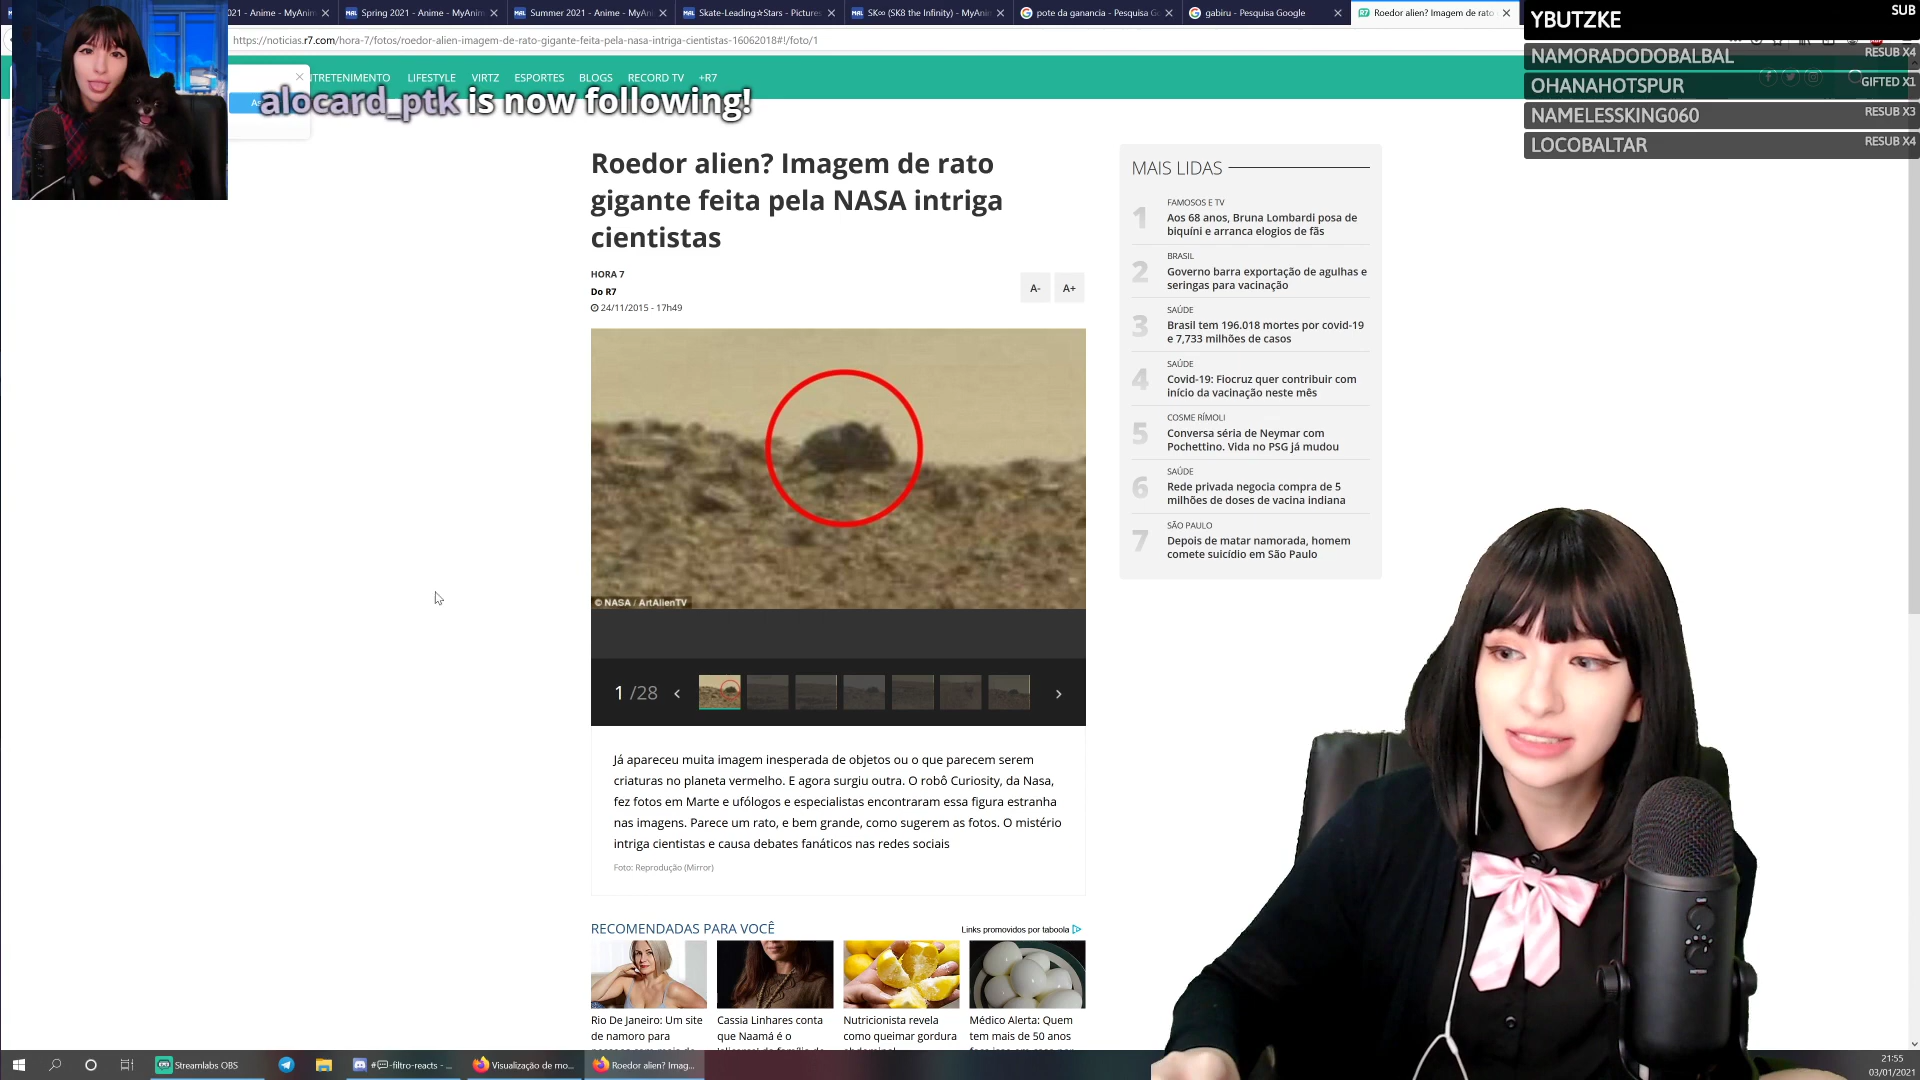 2021 - Anime - MyAnim
Spring 2021 - Anime - MyAnim
Summer 2021 - Anime - MyAni
Skate-Leading☆Stars - Pictures
SK∞ (SK8 the Infinity) - MyAnim
pote da ganancia - Pesquisa Go
gabiru - Pesquisa Google
Roedor alien? Imagem de rato
https://noticias.r7.com/hora-7/fotos/roedor-alien-imagem-de-rato-gigante-feita-pela-nasa-intriga-cientistas-16062018#!/foto/1
NTRETENIMENTO
LIFESTYLE
VIRTZ
ESPORTES
BLOGS
RECORD TV
+R7
alocard_ptk is now following!
YBUTZKE
SUB
NAMORADODOBALBAL
RESUB X4
OHANAHOTSPUR
GIFTED X1
NAMELESSKING060
RESUB X3
LOCOBALTAR
RESUB X4
Roedor alien? Imagem de rato
gigante feita pela NASA intriga
cientistas
HORA 7
Do R7
24/11/2015 - 17h49
A-
A+
© NASA / ArtAlienTV
1 /28
Já apareceu muita imagem inesperada de objetos ou o que parecem serem
criaturas no planeta vermelho. E agora surgiu outra. O robô Curiosity, da Nasa,
fez fotos em Marte e ufólogos e especialistas encontraram essa figura estranha
nas imagens. Parece um rato, e bem grande, como sugerem as fotos. O mistério
intriga cientistas e causa debates fanáticos nas redes sociais
Foto: Reprodução (Mirror)
MAIS LIDAS
1
FAMOSOS E TV
Aos 68 anos, Bruna Lombardi posa de
biquíni e arranca elogios de fãs
2
BRASIL
Governo barra exportação de agulhas e
seringas para vacinação
3
SAÚDE
Brasil tem 196.018 mortes por covid-19
e 7,733 milhões de casos
4
SAÚDE
Covid-19: Fiocruz quer contribuir com
início da vacinação neste mês
5
COSME RÍMOLI
Conversa séria de Neymar com
Pochettino. Vida no PSG já mudou
6
SAÚDE
Rede privada negocia compra de 5
milhões de doses de vacina indiana
7
SÃO PAULO
Depois de matar namorada, homem
comete suicídio em São Paulo
RECOMENDADAS PARA VOCÊ
Links promovidos por taboola
Rio De Janeiro: Um site
de namoro para
Cassia Linhares conta
que Naamá é o
Nutricionista revela
como queimar gordura
Médico Alerta: Quem
tem mais de 50 anos
Streamlabs OBS
#💬-filtro-reacts - ...
Visualização de mo...
Roedor alien? Imag...
21:55
03/01/2021